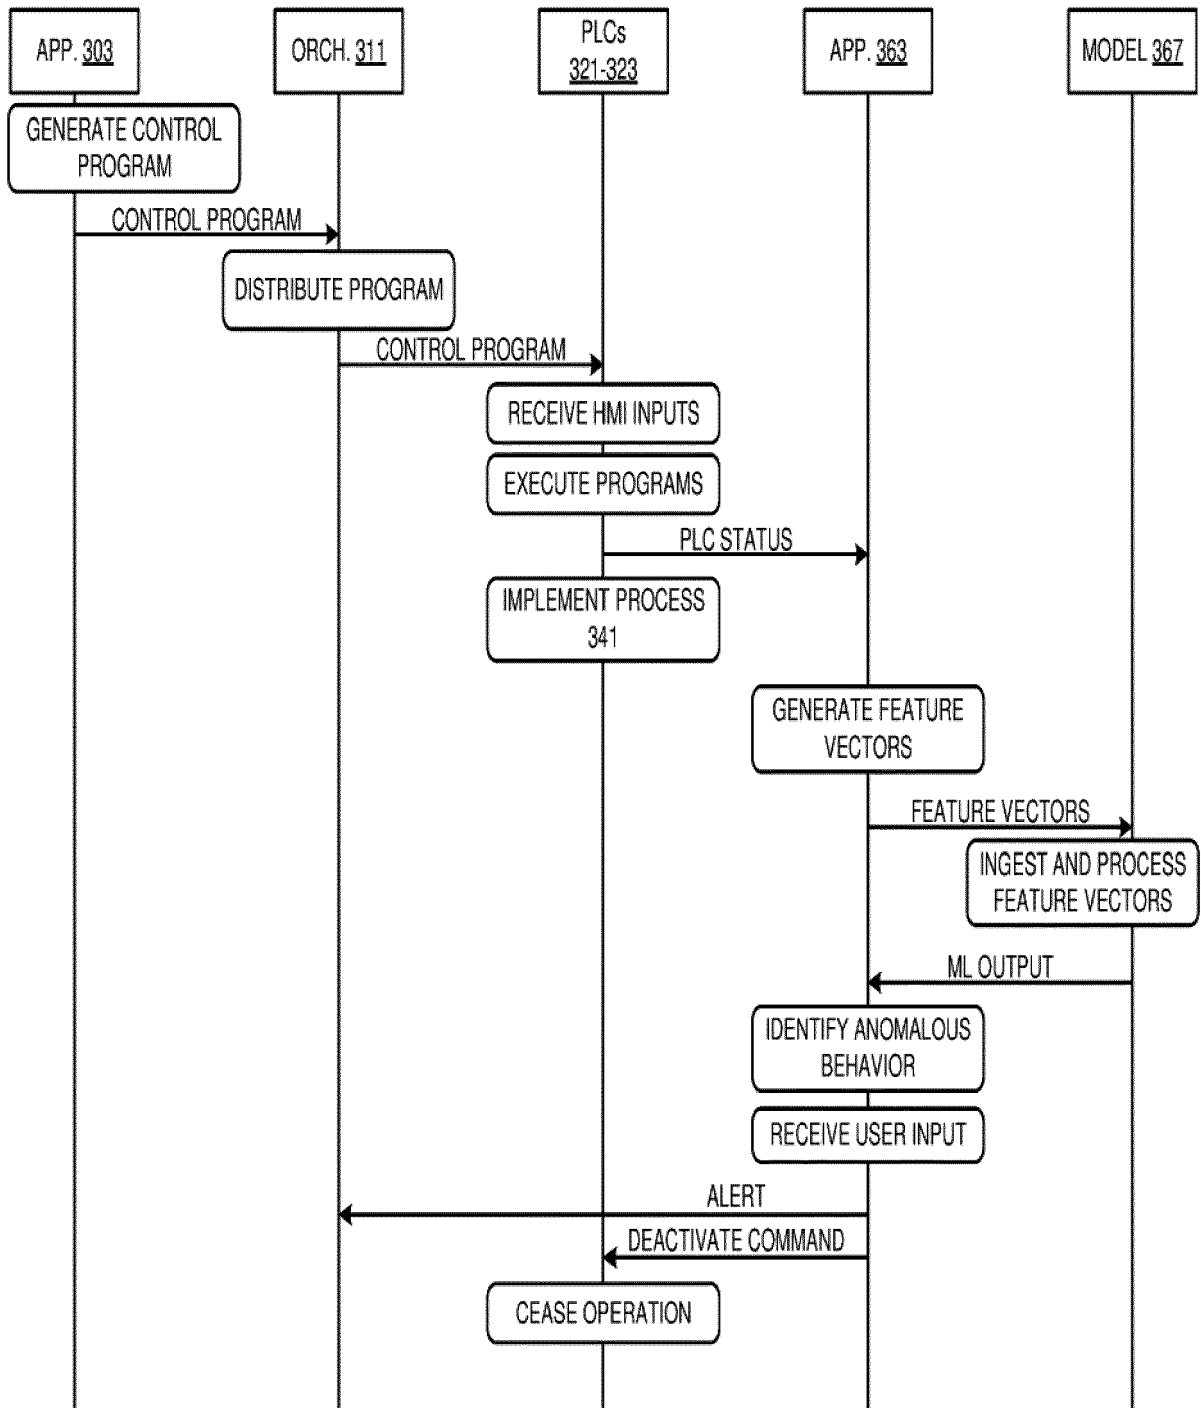 APP. 303
ORCH. 311
PLCs
321-323
APP. 363
MODEL 367
GENERATE CONTROL
PROGRAM
CONTROL PROGRAM
DISTRIBUTE PROGRAM
CONTROL PROGRAM
RECEIVE HMI INPUTS
EXECUTE PROGRAMS
PLC STATUS
IMPLEMENT PROCESS
341
GENERATE FEATURE
VECTORS
FEATURE VECTORS
INGEST AND PROCESS
FEATURE VECTORS
ML OUTPUT
IDENTIFY ANOMALOUS
BEHAVIOR
RECEIVE USER INPUT
ALERT
DEACTIVATE COMMAND
CEASE OPERATION